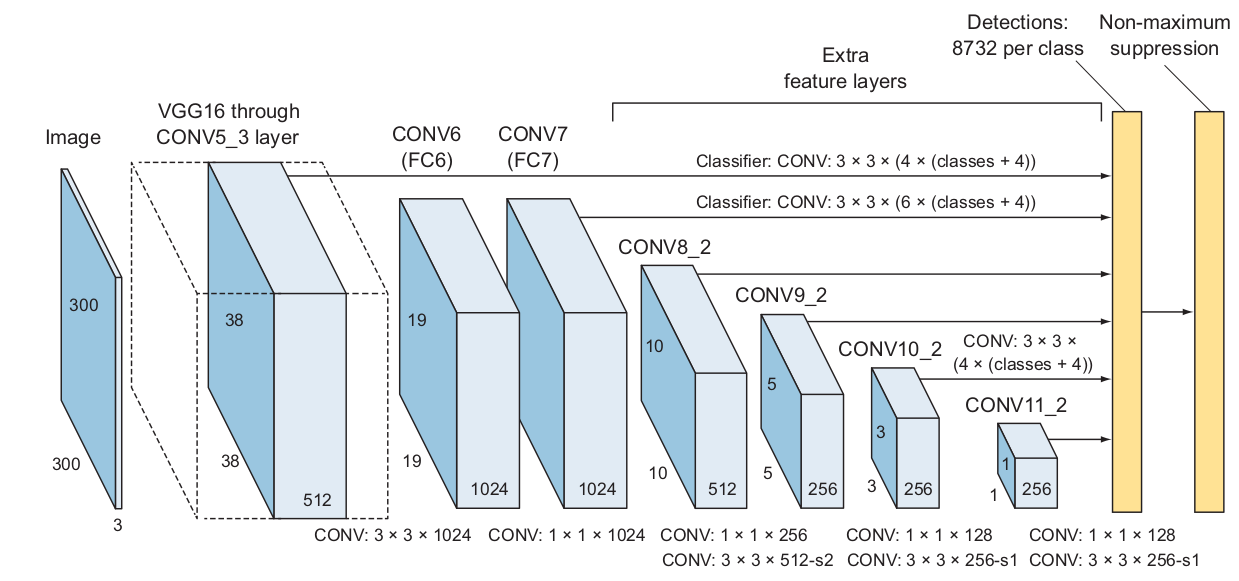 Detections:
8732 per class
Non-maximum
suppression
Extra
feature layers
VGG16 through
CONV5_3 layer
Image
CONV6
(FC6)
CONV7
(FC7)
Classifier: CONV: 3 × 3 × (4 × (classes + 4))
Classifier: CONV: 3 × 3 × (6 × (classes + 4))
CONV8_2
CONV9_2
CONV10_2
CONV: 3 × 3 ×
(4 × (classes + 4))
CONV11_2
300
300
3
38
38
512
19
19
1024
1024
10
10
512
5
5
256
3
3
256
1
1
256
CONV: 3 × 3 × 1024
CONV: 1 × 1 × 1024
CONV: 1 × 1 × 256
CONV: 3 × 3 × 512-s2
CONV: 1 × 1 × 128
CONV: 3 × 3 × 256-s1
CONV: 1 × 1 × 128
CONV: 3 × 3 × 256-s1